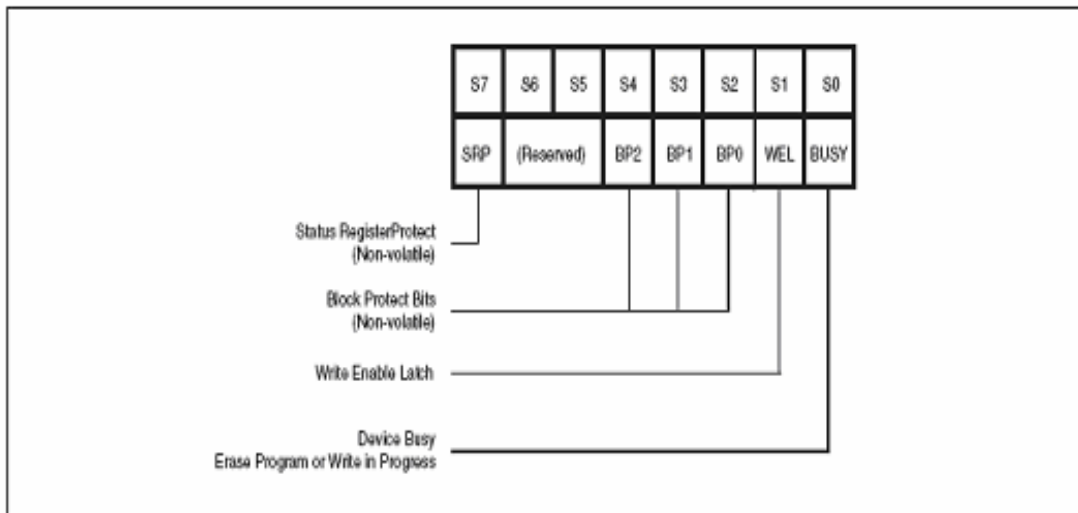 S7 S6 S5 S4 S3 S2 S1 S0
SRP (Reserved) BP2 BP1 BP0 WEL BUSY
Status RegisterProtect
(Non-volatile)
Block Protect Bits
(Non-volatile)
Write Enable Latch
Device Busy
Erase Program or Write in Progress